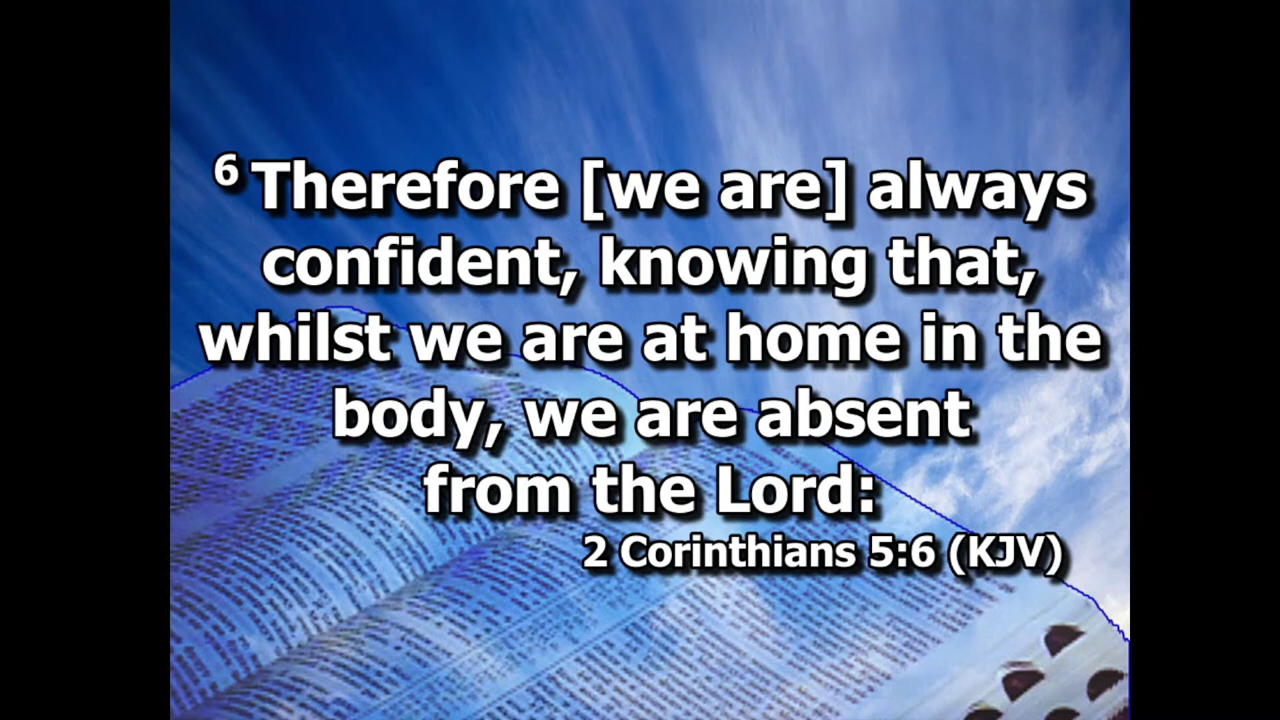 6 Therefore [we are] always
confident, knowing that,
whilst we are at home in the
body, we are absent
from the Lord:
2 Corinthians 5:6 (KJV)